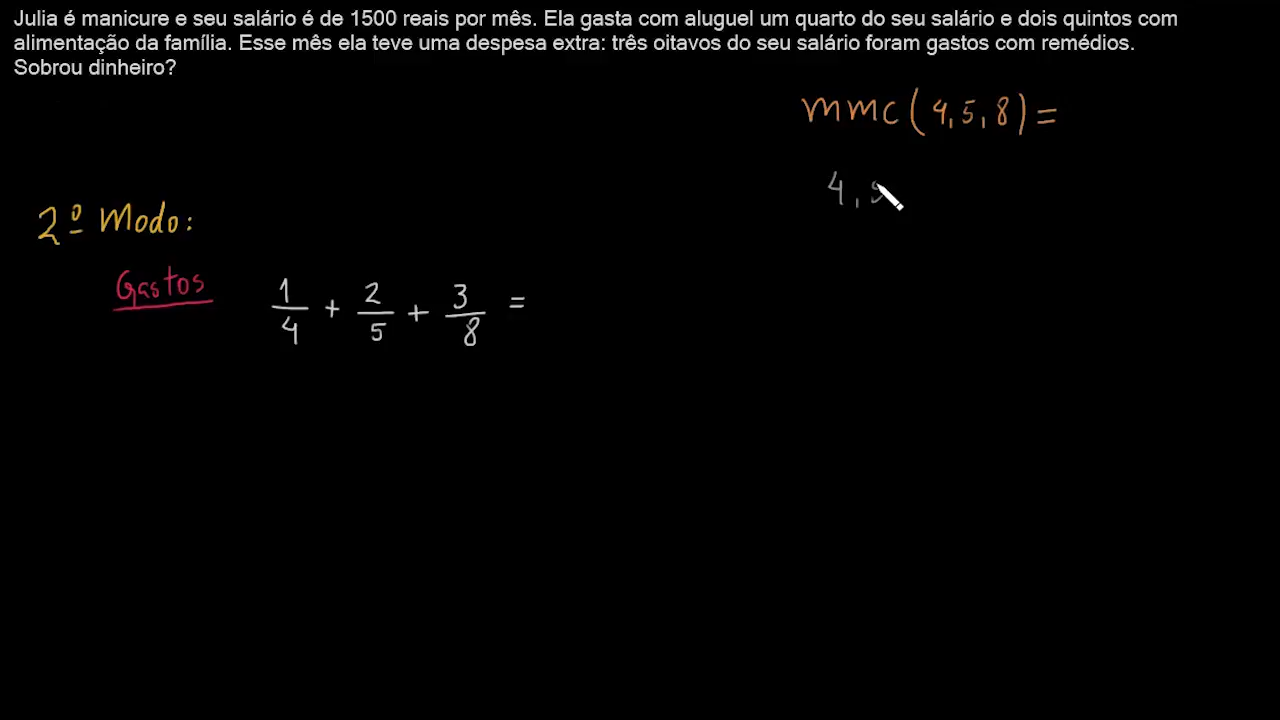 Julia é manicure e seu salário é de 1500 reais por mês. Ela gasta com aluguel um quarto do seu salário e dois quintos com
alimentação da família. Esse mês ela teve uma despesa extra: três oitavos do seu salário foram gastos com remédios.
Sobrou dinheiro?
mmc(4,5,8)=
4,
2º Modo:
Gastos 1/4 + 2/5 + 3/8 =